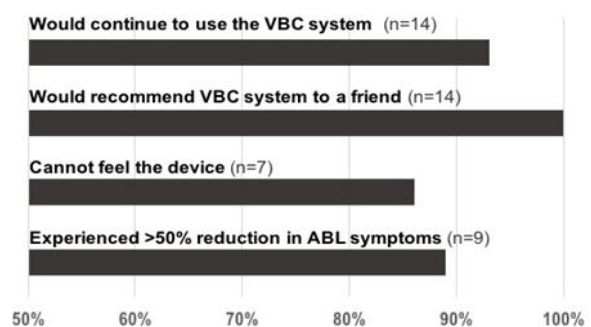 Would continue to use the VBC system (n=14)
Would recommend VBC system to a friend (n=14)
Cannot feel the device (n=7)
Experienced >50% reduction in ABL symptoms (n=9)
50% 60% 70% 80% 90% 100%